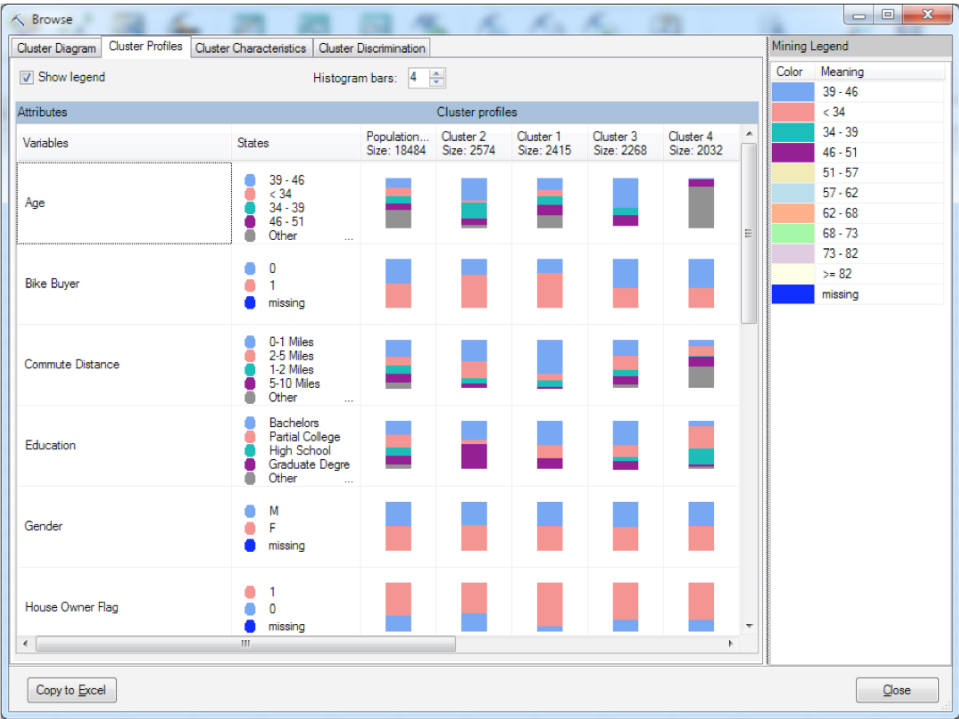 Browse
Cluster Diagram Cluster Profiles Cluster Characteristics Cluster Discrimination
Show legend
Histogram bars: 4
Attributes Cluster profiles
Variables States Population... Size: 18484 Cluster 2 Size: 2574 Cluster 1 Size: 2415 Cluster 3 Size: 2268 Cluster 4 Size: 2032
Age
39 - 46
< 34
34 - 39
46 - 51
Other ...
Bike Buyer
0
1
missing
Commute Distance
0-1 Miles
2-5 Miles
1-2 Miles
5-10 Miles
Other ...
Education
Bachelors
Partial College
High School
Graduate Degre
Other ...
Gender
M
F
missing
House Owner Flag
1
0
missing
Mining Legend
Color Meaning
39 - 46
< 34
34 - 39
46 - 51
51 - 57
57 - 62
62 - 68
68 - 73
73 - 82
>= 82
missing
Copy to Excel
Close